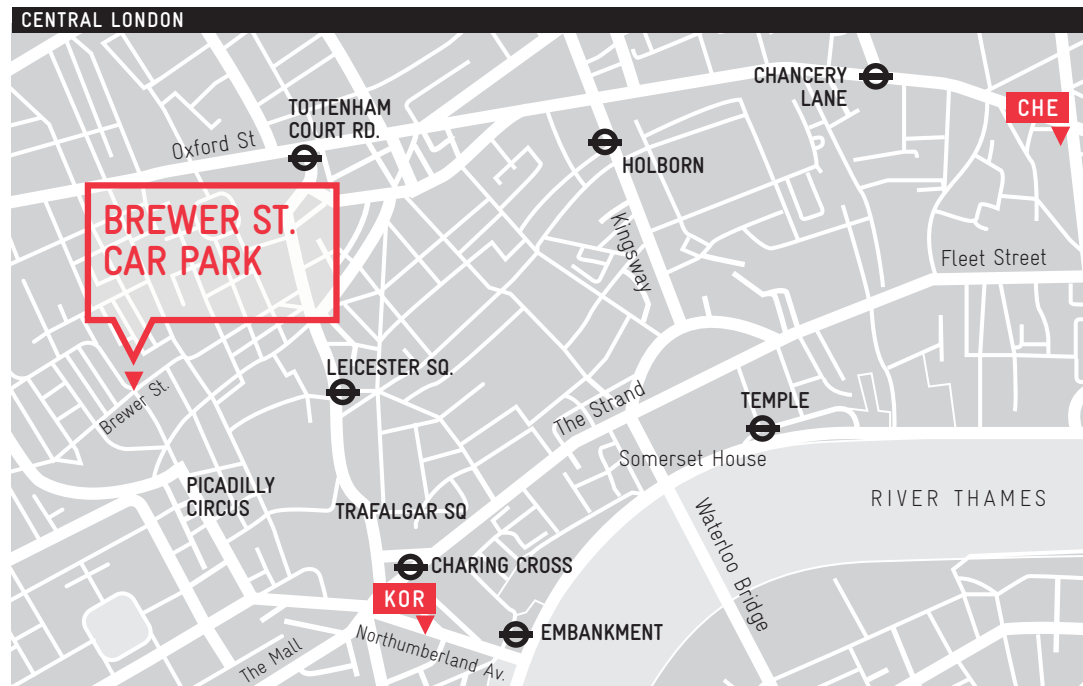 CENTRAL LONDON
CHANCERY
LANE
CHE
TOTTENHAM
COURT RD.
Oxford St
HOLBORN
BREWER ST.
CAR PARK
Kingsway
Fleet Street
LEICESTER SQ.
Brewer St.
The Strand
TEMPLE
Somerset House
PICADILLY
CIRCUS
TRAFALGAR SQ
RIVER THAMES
Waterloo Bridge
CHARING CROSS
KOR
EMBANKMENT
Northumberland Av.
The Mall